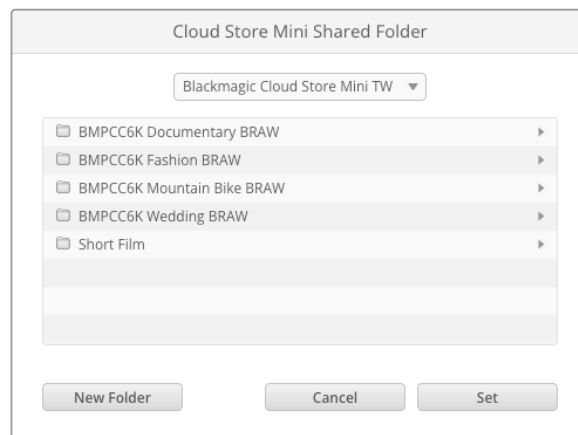 Cloud Store Mini Shared Folder
Blackmagic Cloud Store Mini TW
BMPCC6K Documentary BRAW
BMPCC6K Fashion BRAW
BMPCC6K Mountain Bike BRAW
BMPCC6K Wedding BRAW
Short Film
New Folder Cancel Set